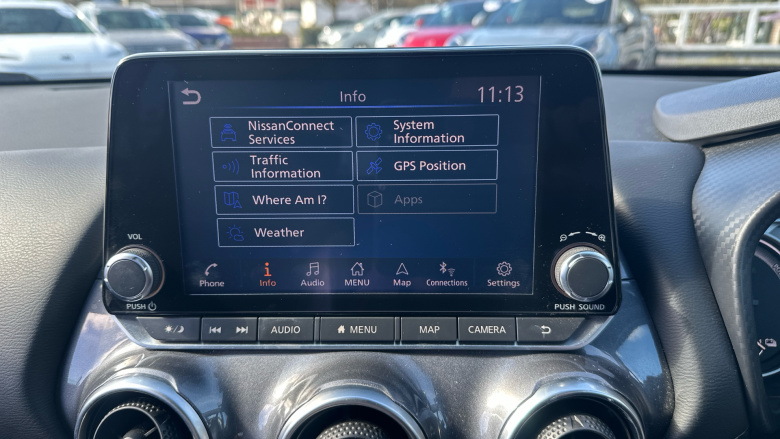 Info
11:13
NissanConnect
Services
System
Information
Traffic
Information
GPS Position
Where Am I?
Apps
Weather
Phone
Info
Audio
MENU
Map
Connections
Settings
VOL
PUSH
PUSH SOUND
AUDIO
MENU
MAP
CAMERA